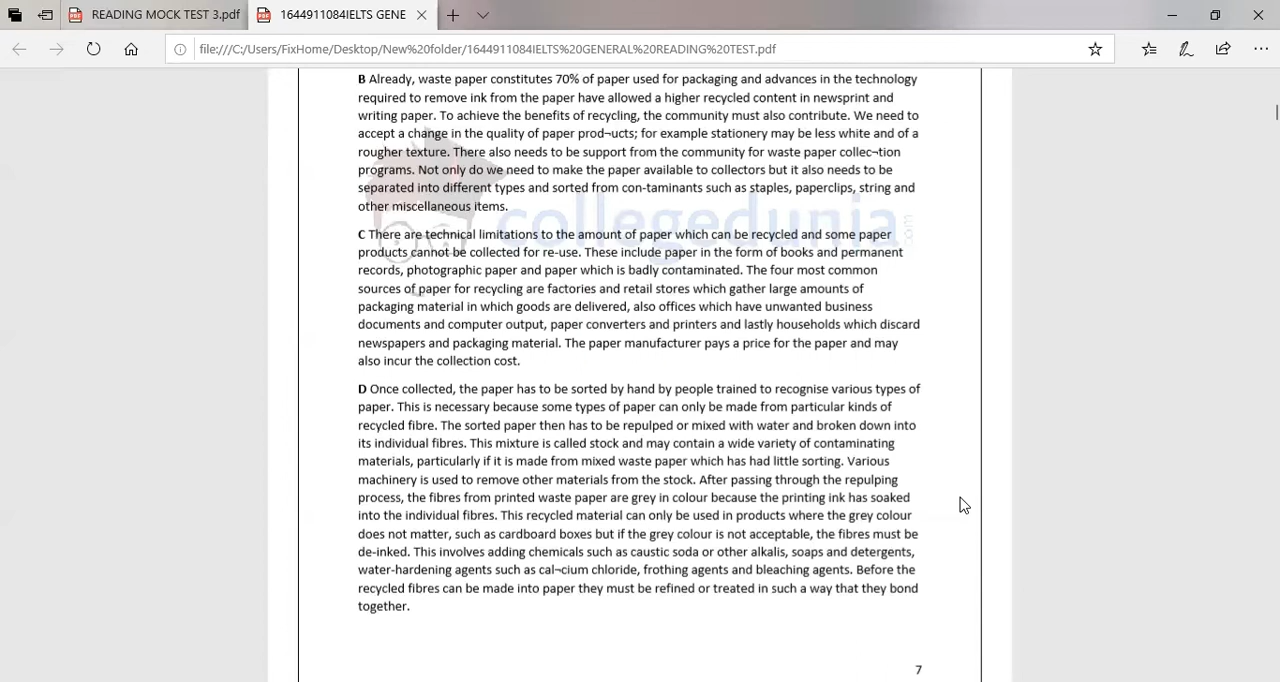 READING MOCK TEST 3.pdf
1644911084IELTS GENE
file:///C:/Users/FixHome/Desktop/New%20folder/1644911084IELTS%20GENERAL%20READING%20TEST.pdf
B Already, waste paper constitutes 70% of paper used for packaging and advances in the technology
required to remove ink from the paper have allowed a higher recycled content in newsprint and
writing paper. To achieve the benefits of recycling, the community must also contribute. We need to
accept a change in the quality of paper prod¬ucts; for example stationery may be less white and of a
rougher texture. There also needs to be support from the community for waste paper collec¬tion
programs. Not only do we need to make the paper available to collectors but it also needs to be
separated into different types and sorted from con-taminants such as staples, paperclips, string and
other miscellaneous items.
collegedunia
.com
C There are technical limitations to the amount of paper which can be recycled and some paper
products cannot be collected for re-use. These include paper in the form of books and permanent
records, photographic paper and paper which is badly contaminated. The four most common
sources of paper for recycling are factories and retail stores which gather large amounts of
packaging material in which goods are delivered, also offices which have unwanted business
documents and computer output, paper converters and printers and lastly households which discard
newspapers and packaging material. The paper manufacturer pays a price for the paper and may
also incur the collection cost.
D Once collected, the paper has to be sorted by hand by people trained to recognise various types of
paper. This is necessary because some types of paper can only be made from particular kinds of
recycled fibre. The sorted paper then has to be repulped or mixed with water and broken down into
its individual fibres. This mixture is called stock and may contain a wide variety of contaminating
materials, particularly if it is made from mixed waste paper which has had little sorting. Various
machinery is used to remove other materials from the stock. After passing through the repulping
process, the fibres from printed waste paper are grey in colour because the printing ink has soaked
into the individual fibres. This recycled material can only be used in products where the grey colour
does not matter, such as cardboard boxes but if the grey colour is not acceptable, the fibres must be
de-inked. This involves adding chemicals such as caustic soda or other alkalis, soaps and detergents,
water-hardening agents such as cal¬cium chloride, frothing agents and bleaching agents. Before the
recycled fibres can be made into paper they must be refined or treated in such a way that they bond
together.
7